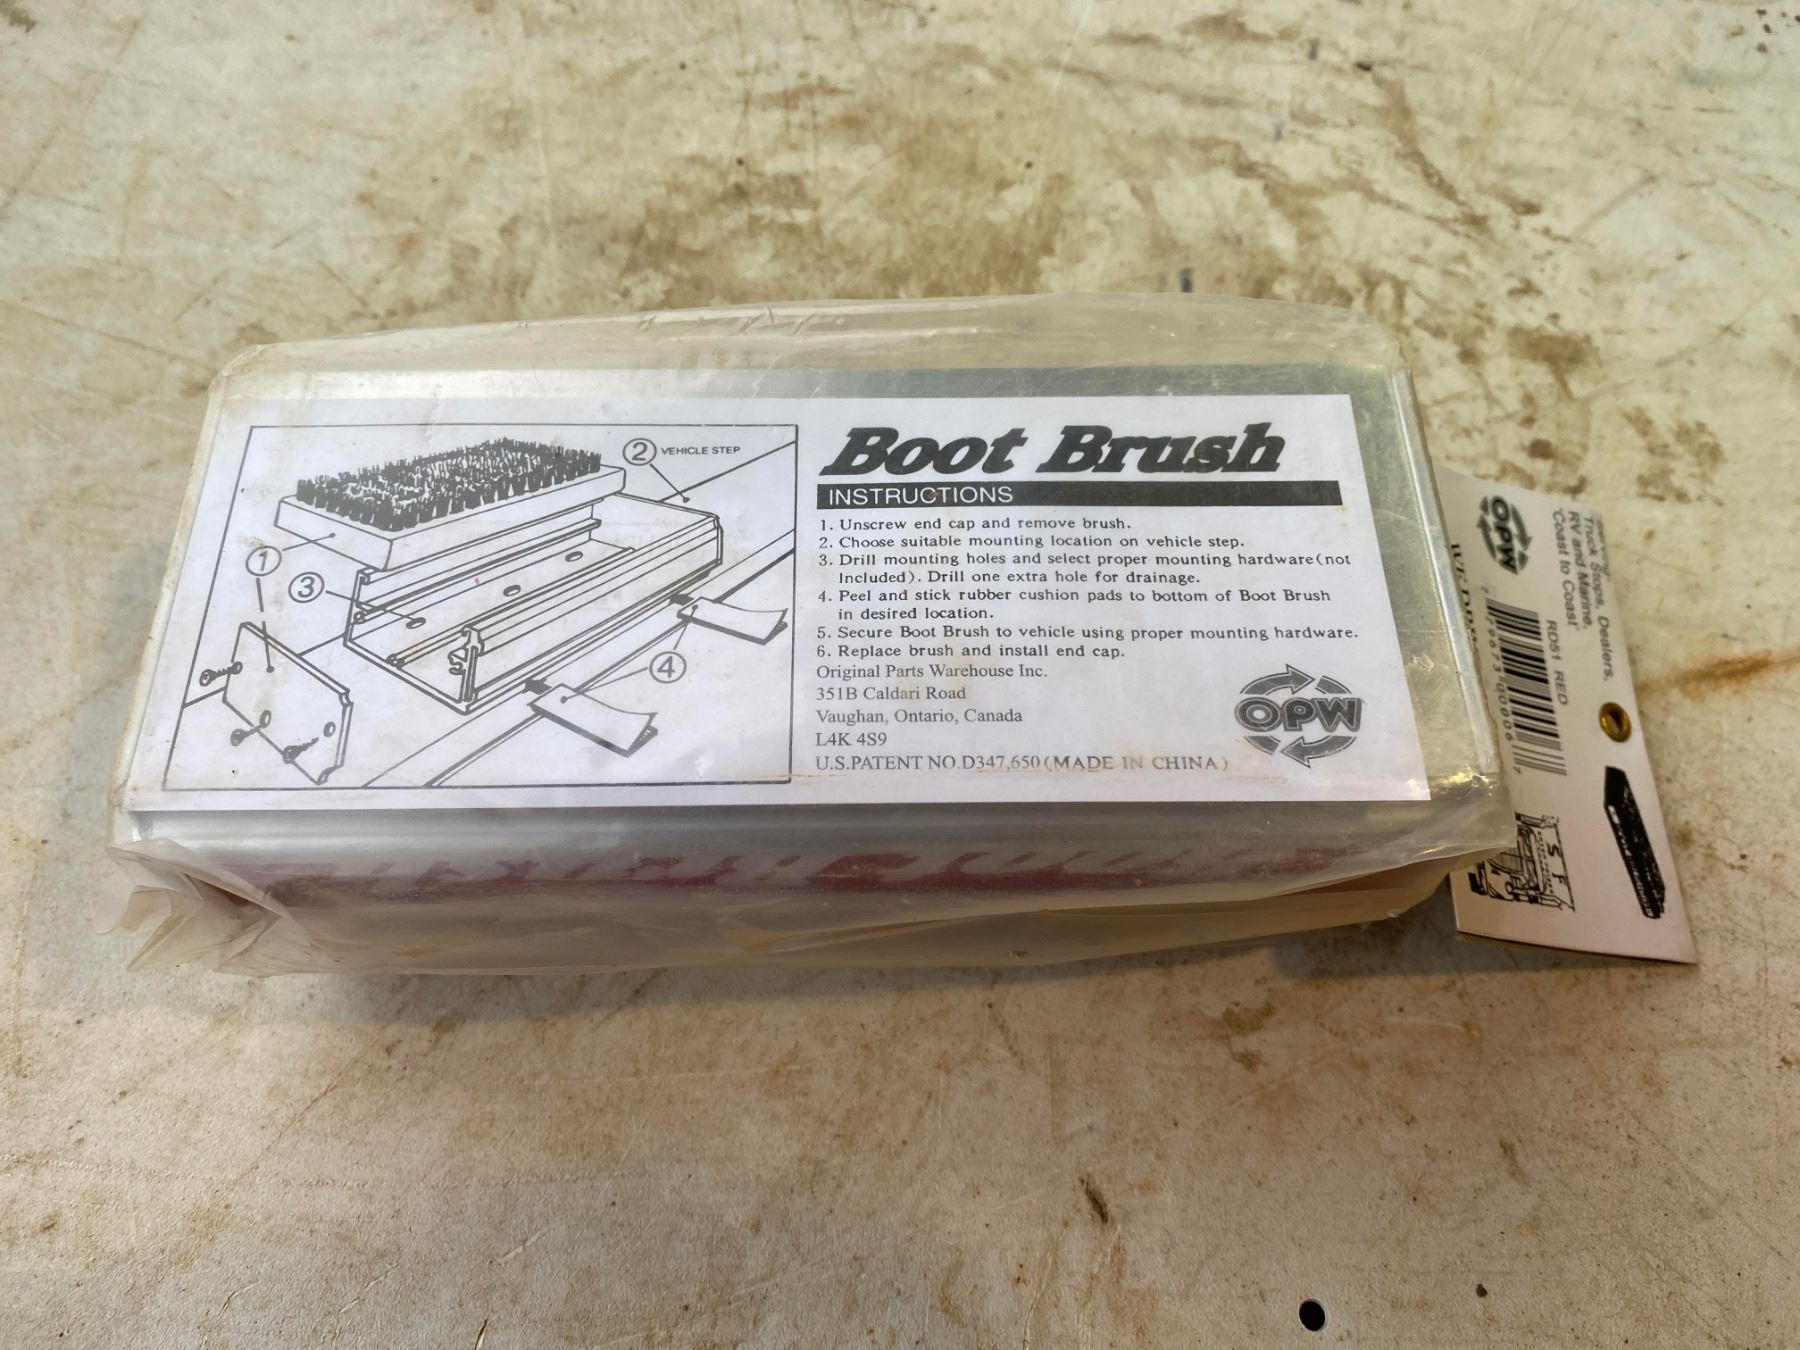 Boot Brush
INSTRUCTIONS
1. Unscrew end cap and remove brush.
2. Choose suitable mounting location on vehicle step.
3. Drill mounting holes and select proper mounting hardware(not
Included). Drill one extra hole for drainage.
4. Peel and stick rubber cushion pads to bottom of Boot Brush
in desired location.
5. Secure Boot Brush to vehicle using proper mounting hardware.
6. Replace brush and install end cap.
Original Parts Warehouse Inc.
351B Caldari Road
Vaughan, Ontario, Canada
L4K 4S9
U.S.PATENT NO.D347,650 (MADE IN CHINA)
OPW
2 VEHICLE STEP
1
3
4
OPW
Truck Stops, Dealers,
RV and Marine.
'Coast to Coast'
RDS1 RED